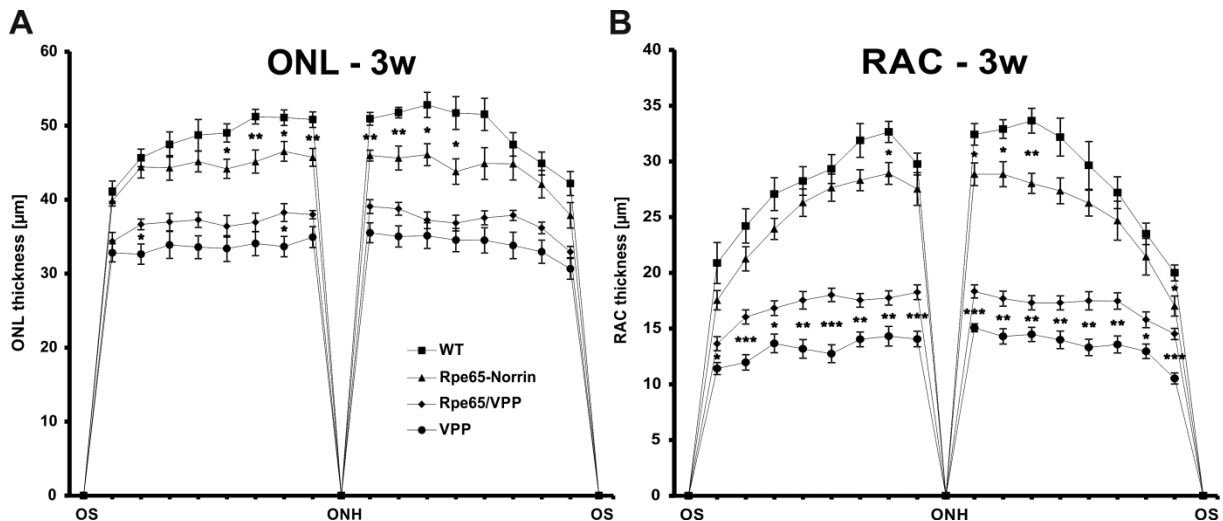 A
ONL - 3w
60
50
40
30
20
10
0
ONL thickness [µm]
** * **
*
** ** *
*
*
*
WT
Rpe65-Norrin
Rpe65/VPP
VPP
OS ONH OS
B
RAC - 3w
40
35
30
25
20
15
10
5
0
RAC thickness [µm]
*
* * **
*
* *** * ** *** ** ** ***
*** ** ** ** ** ** * ***
OS ONH OS